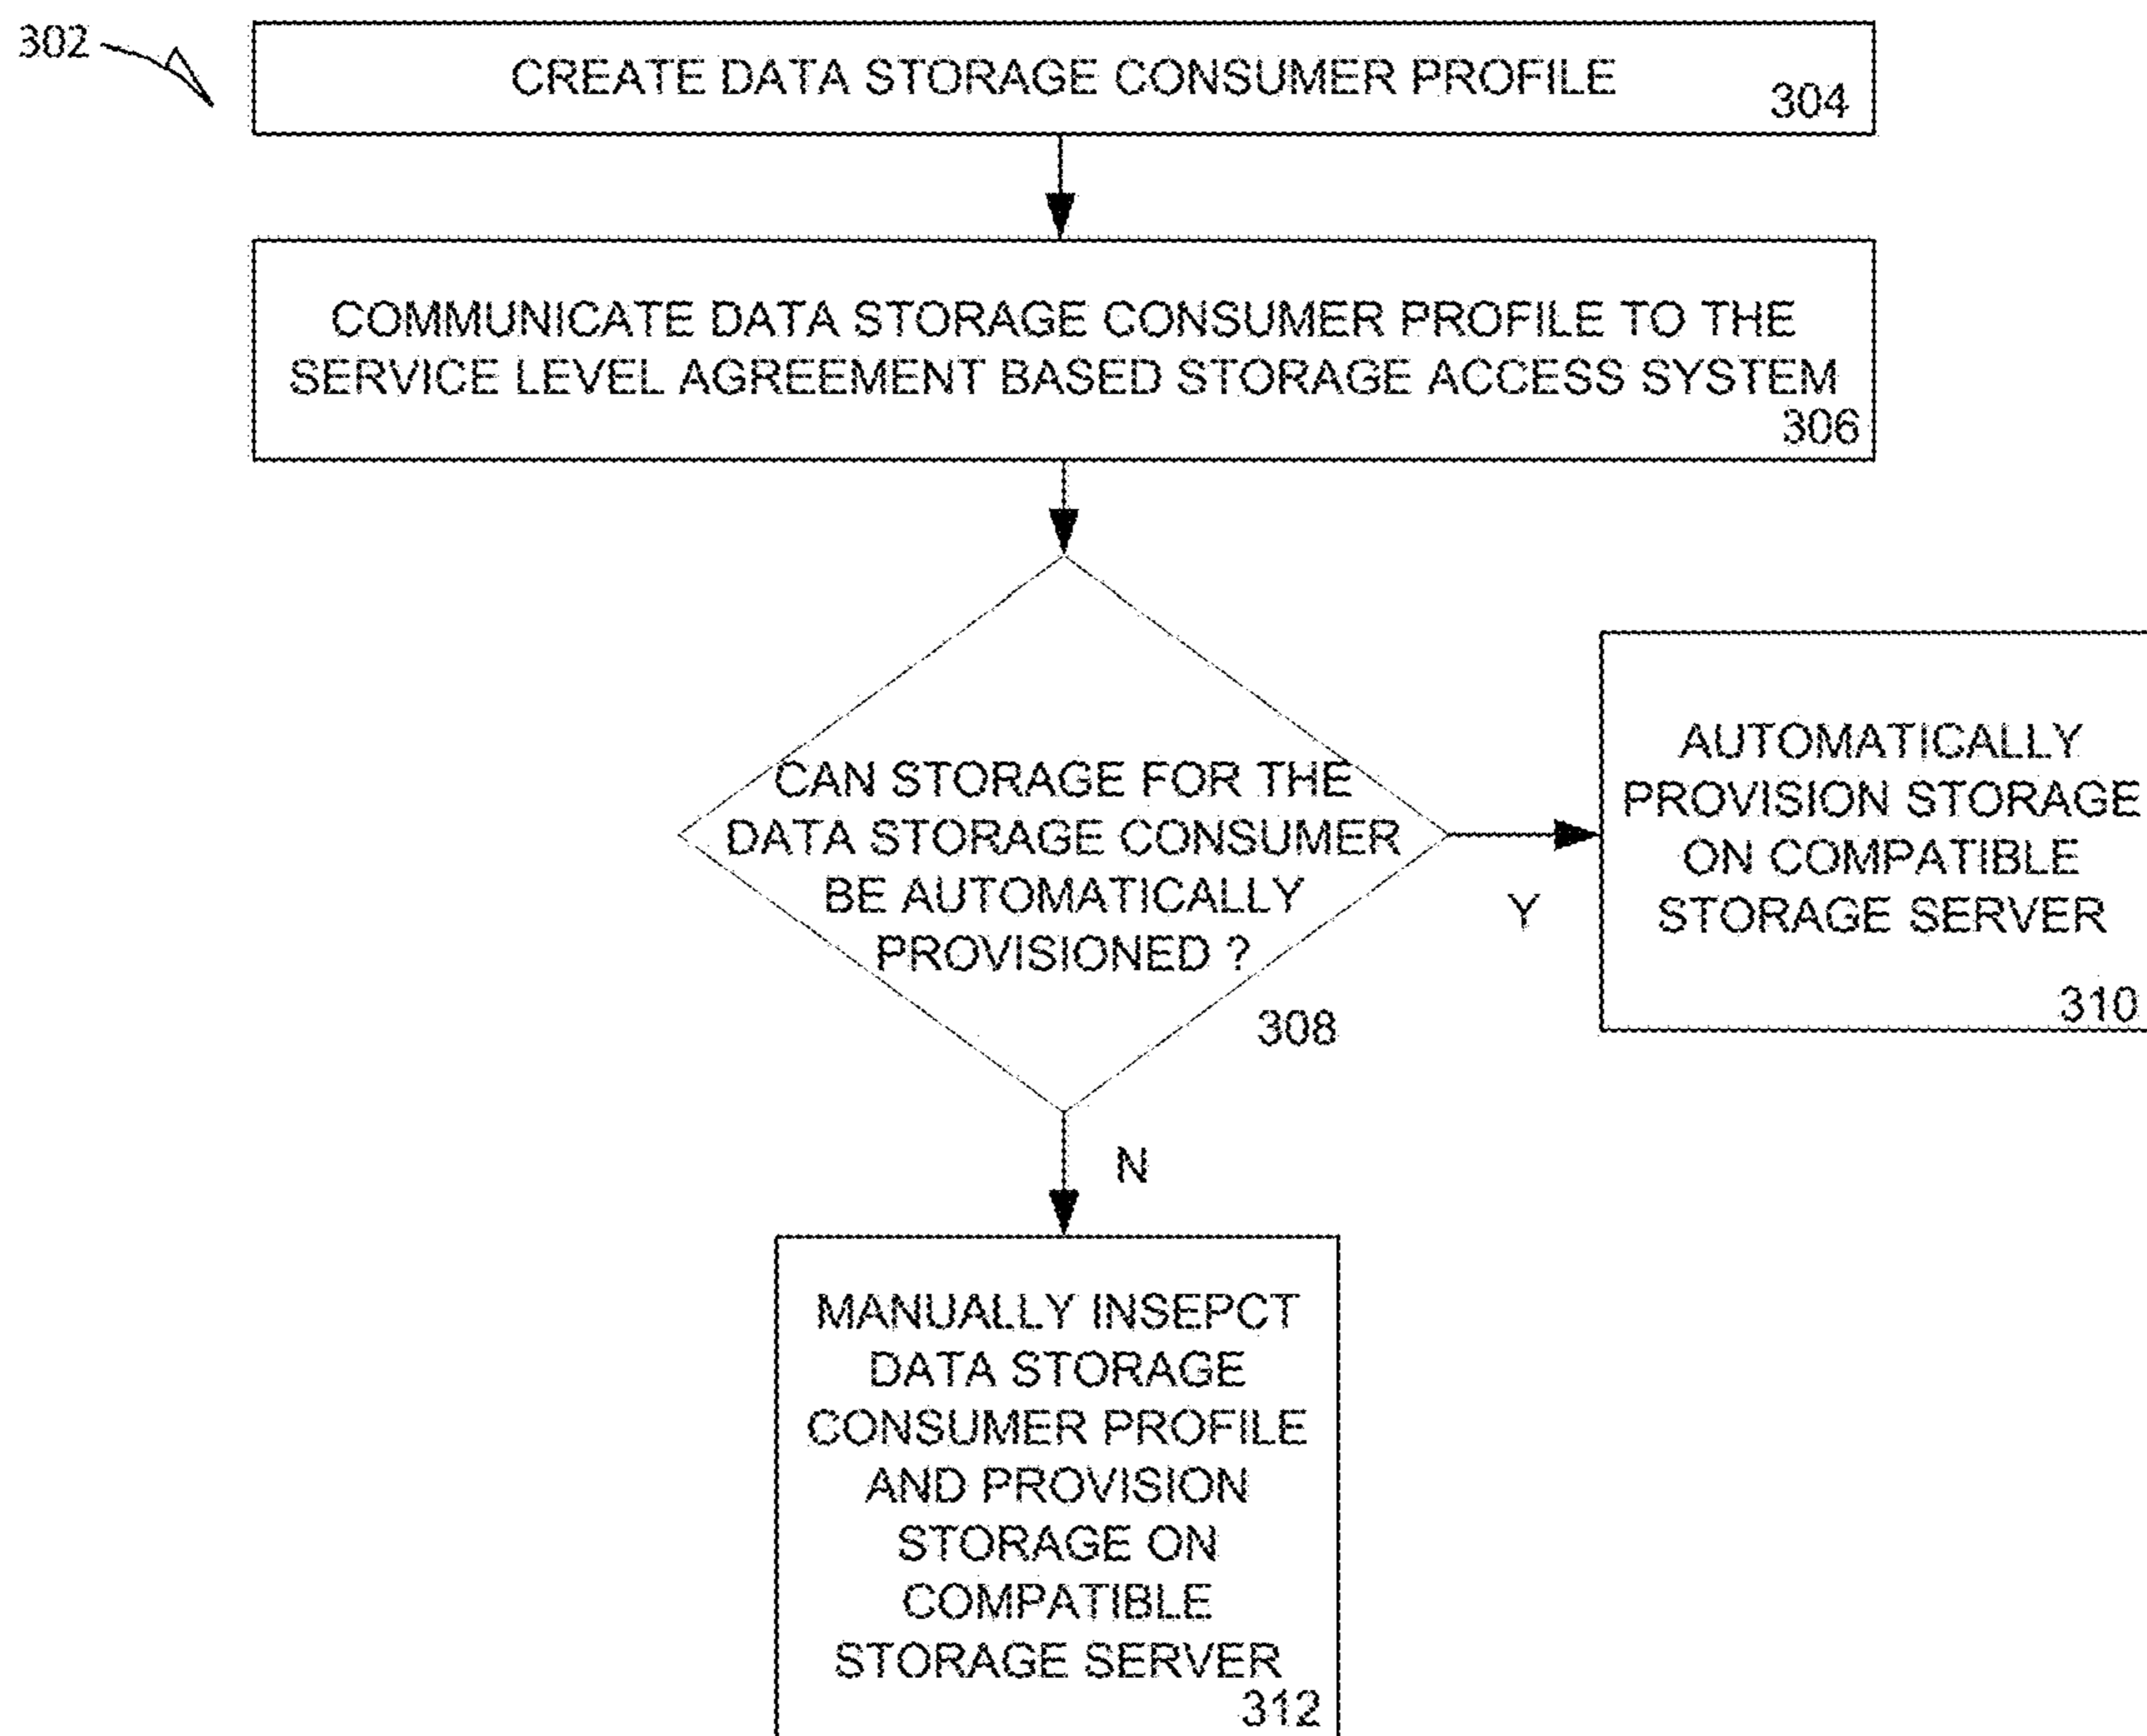 302
CREATE DATA STORAGE CONSUMER PROFILE
304
COMMUNICATE DATA STORAGE CONSUMER PROFILE TO THE
SERVICE LEVEL AGREEMENT BASED STORAGE ACCESS SYSTEM
306
CAN STORAGE FOR THE
DATA STORAGE CONSUMER
BE AUTOMATICALLY
PROVISIONED ?
308
Y
AUTOMATICALLY
PROVISION STORAGE
ON COMPATIBLE
STORAGE SERVER
310
N
MANUALLY INSEPCT
DATA STORAGE
CONSUMER PROFILE
AND PROVISION
STORAGE ON
COMPATIBLE
STORAGE SERVER
312